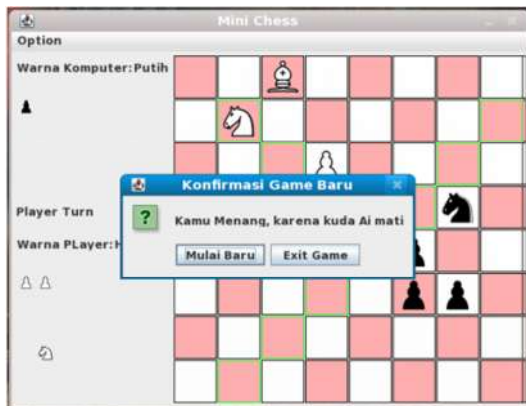 Mini Chess
Option
Warna Komputer:Putih
Konfirmasi Game Baru
?
Kamu Menang, karena kuda Ai mati
Player Turn
Warna PLayer:
Mulai Baru
Exit Game